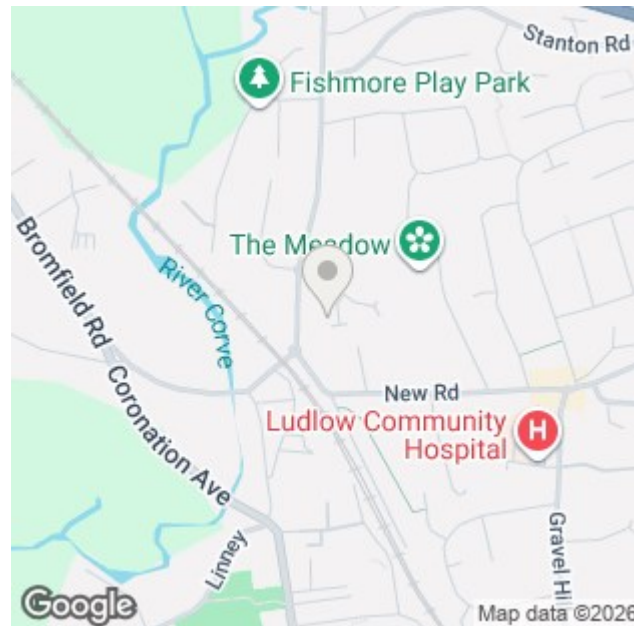 Stanton Rd
Fishmore Play Park
The Meadow
River Corve
Bromfield Rd
Coronation Ave
New Rd
Ludlow Community
Hospital
H
Linney
Gravel Hil
Google
Map data ©2026